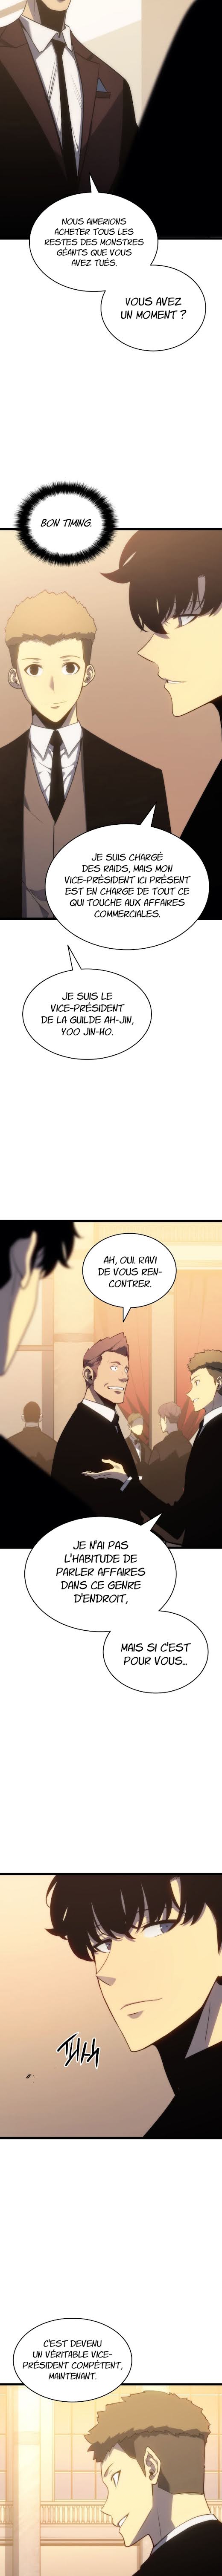 NOUS AIMERIONS
ACHETER TOUS LES
RESTES DES MONSTRES
GÉANTS QUE VOUS
AVEZ TUÉS.
VOUS AVEZ
UN MOMENT ?
BON TIMING.
JE SUIS CHARGÉ
DES RAIDS, MAIS MON
VICE-PRÉSIDENT ICI PRÉSENT
EST EN CHARGE DE TOUT CE
QUI TOUCHE AUX AFFAIRES
COMMERCIALES.
JE SUIS LE
VICE-PRÉSIDENT
DE LA GUILDE AH-JIN,
YOO JIN-HO.
AH, OUI. RAVI
DE VOUS REN-
CONTRER.
JE N'AI PAS
L'HABITUDE DE
PARLER AFFAIRES
DANS CE GENRE
D'ENDROIT,
MAIS SI C'EST
POUR VOUS...
C'EST DEVENU
UN VÉRITABLE VICE-
PRÉSIDENT COMPÉTENT,
MAINTENANT.